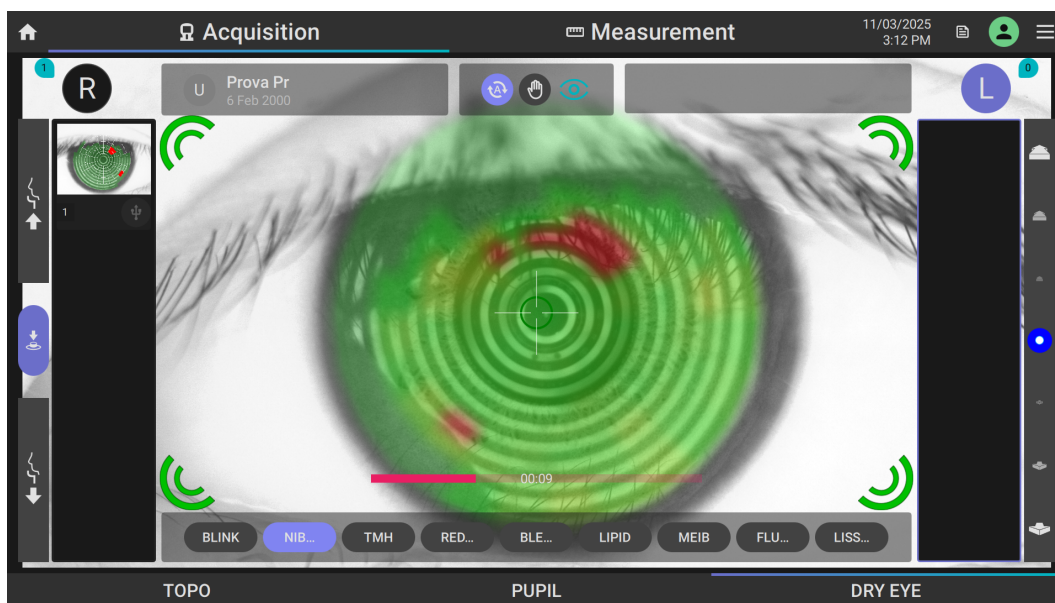 Acquisition
Measurement
11/03/2025
3:12 PM
1
R
U
Prova Pr
6 Feb 2000
A
L
0
1
00:09
BLINK
NIB...
TMH
RED...
BLE...
LIPID
MEIB
FLU...
LISS...
TOPO
PUPIL
DRY EYE